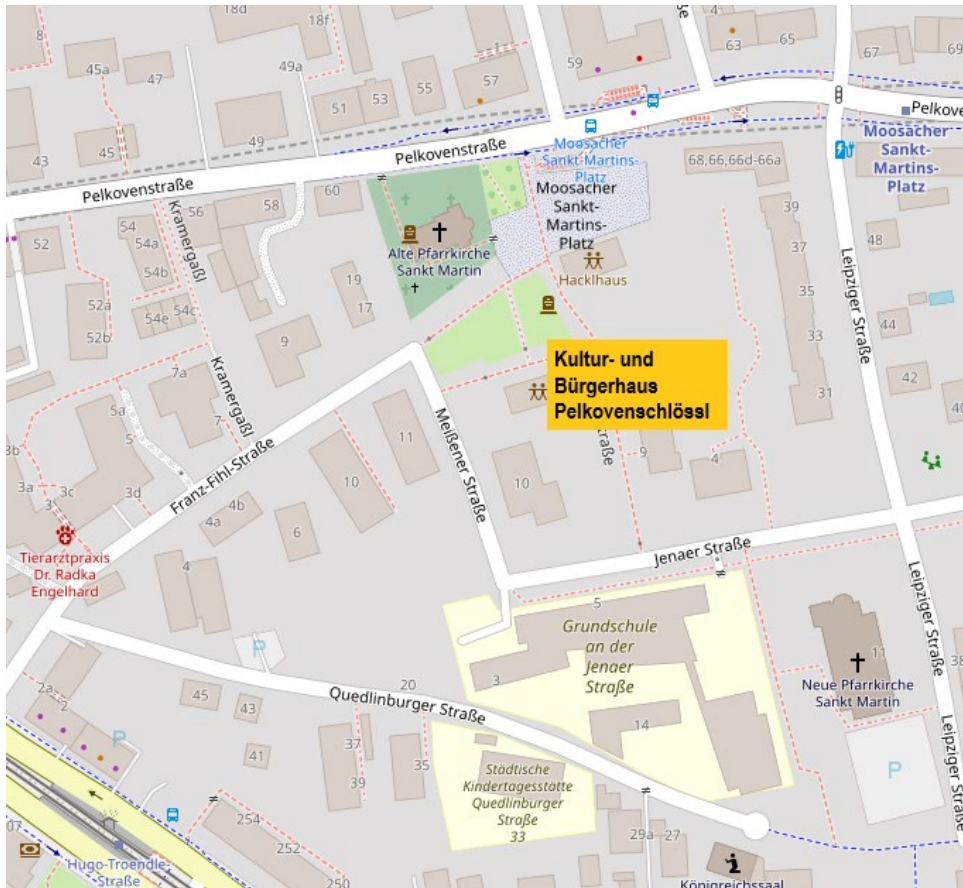 8
18d
18f
45a
47
49a
51
53
55
57
59
63
65
67
69
49
45
43
Pelkovenstraße
Pelkovenstraße
Moosacher
Sankt-Martins-
Platz
Moosacher
Sankt-
Martins-
Platz
68,66,66d-66a
Moosacher
Sankt-
Martins-
Platz
60
58
56
54
54a
54b
54e
54c
52
52a
52b
Kramergaßl
Kramergaßl
Alte Pfarrkirche
Sankt Martin
Hacklhaus
39
37
35
33
31
48
44
42
40
Leipziger Straße
19
17
9
7a
7
5a
5
3b
3a
3c
3
3d
Kultur- und
Bürgerhaus
Pelkovenschlössl
straße
Franz-Fihl-Straße
Meißener Straße
11
10
10
9
4
4b
4a
6
4
Tierarztpraxis
Dr. Radka
Engelhard
Jenaer Straße
Leipziger Straße
Leipziger Straße
5
3
14
Grundschule
an der
Jenaer
Straße
11
Neue Pfarrkirche
Sankt Martin
38
P
P
P
20
Quedlinburger Straße
45
43
41
37
39
35
2a
2
Städtische
Kindertagesstätte
Quedlinburger
Straße
33
29a
27
254
252
250
07
Hugo-Troendle-
Straße
Königreichssaal